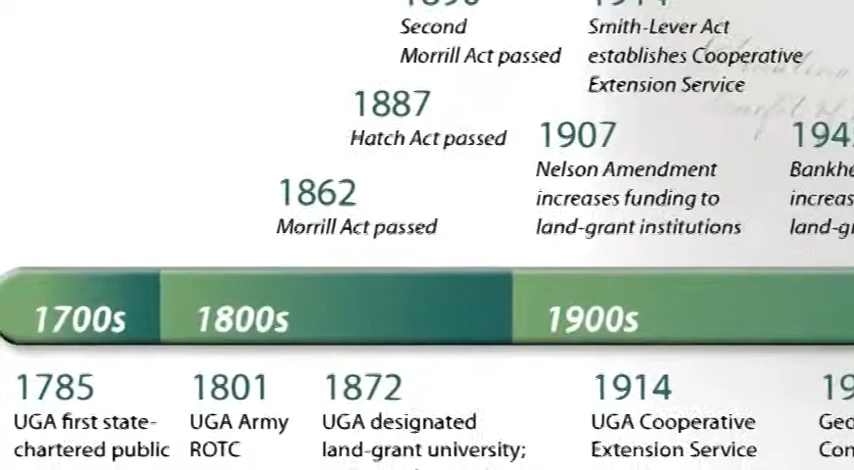 Second
Morrill Act passed
Smith-Lever Act
establishes Cooperative
Extension Service
1887
Hatch Act passed
1907
Nelson Amendment
increases funding to
land-grant institutions
1862
Morrill Act passed
1700s
1800s
1900s
1785
UGA first state-
chartered public
1801
UGA Army
ROTC
1872
UGA designated
land-grant university;
1914
UGA Cooperative
Extension Service